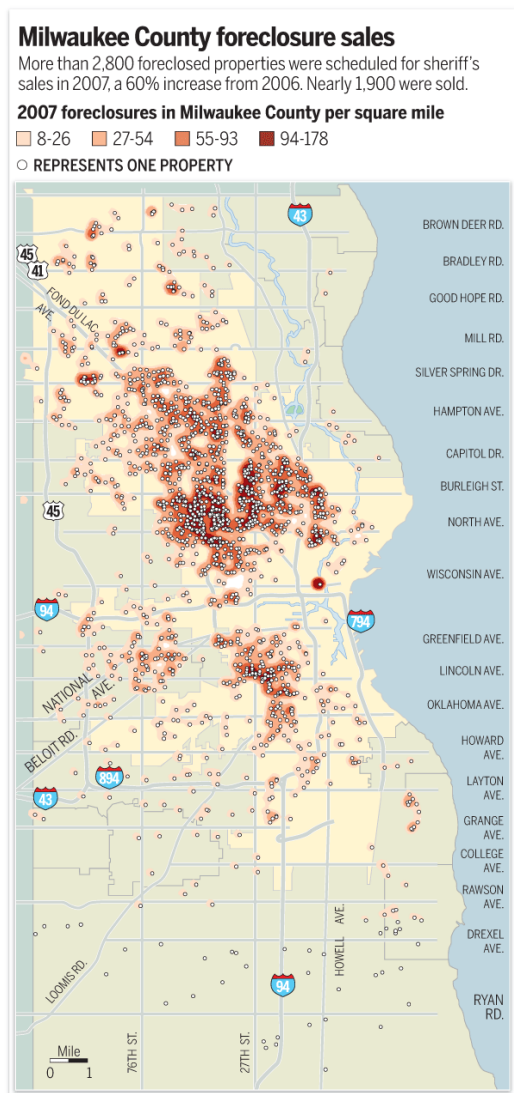 Milwaukee County foreclosure sales
More than 2,800 foreclosed properties were scheduled for sheriff's
sales in 2007, a 60% increase from 2006. Nearly 1,900 were sold.
2007 foreclosures in Milwaukee County per square mile
8-26 27-54 55-93 94-178
REPRESENTS ONE PROPERTY
43
BROWN DEER RD.
45
41
BRADLEY RD.
FOND DU LAC
AVE.
GOOD HOPE RD.
MILL RD.
SILVER SPRING DR.
HAMPTON AVE.
CAPITOL DR.
BURLEIGH ST.
45
NORTH AVE.
WISCONSIN AVE.
94
794
GREENFIELD AVE.
LINCOLN AVE.
NATIONAL
AVE.
OKLAHOMA AVE.
BELOIT RD.
HOWARD
AVE.
894
43
LAYTON
AVE.
GRANGE
AVE.
COLLEGE
AVE.
RAWSON
AVE.
HOWELL AVE.
DREXEL
AVE.
LOOMIS RD.
94
RYAN
RD.
76TH ST.
27TH ST.
Mile
0 1